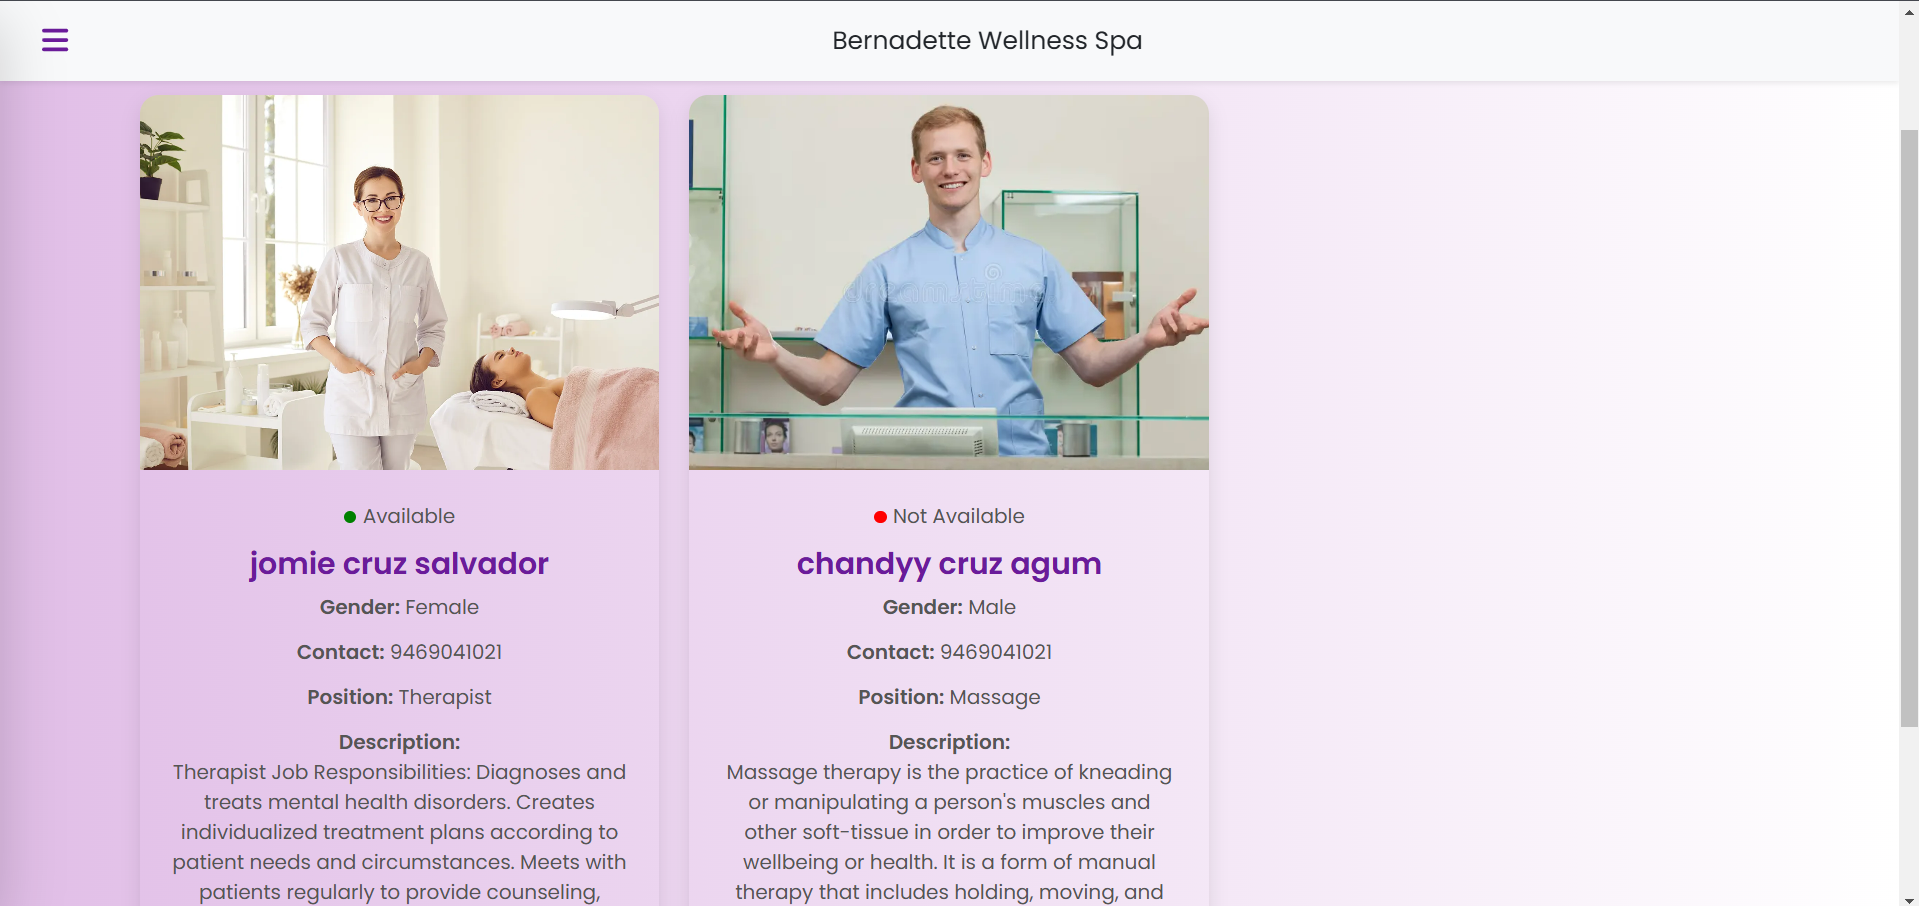 Bernadette Wellness Spa
Available
jomie cruz salvador
Gender: Female
Contact: 9469041021
Position: Therapist
Description:
Therapist Job Responsibilities: Diagnoses and
treats mental health disorders. Creates
individualized treatment plans according to
patient needs and circumstances. Meets with
patients regularly to provide counseling,
dreamstime
Not Available
chandyy cruz agum
Gender: Male
Contact: 9469041021
Position: Massage
Description:
Massage therapy is the practice of kneading
or manipulating a person's muscles and
other soft-tissue in order to improve their
wellbeing or health. It is a form of manual
therapy that includes holding, moving, and